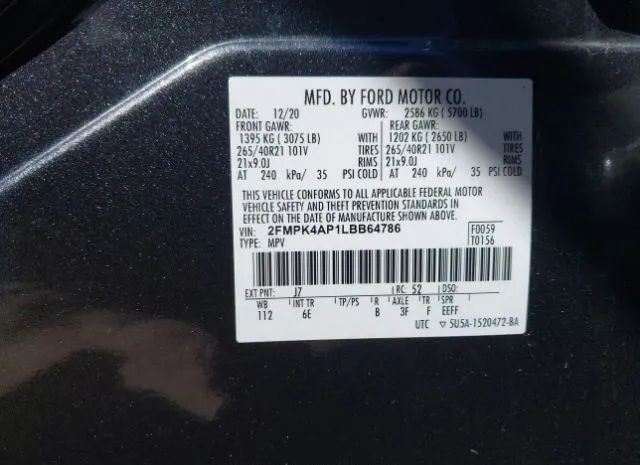 MFD. BY FORD MOTOR CO.
DATE: 12/20 GVWR: 2586 KG ( 5700 LB)
FRONT GAWR: REAR GAWR:
1395 KG ( 3075 LB) WITH 1202 KG ( 2650 LB) WITH
265/40R21 101V TIRES 265/40R21 101V TIRES
21x9.0J RIMS 21x9.0J RIMS
AT 240 kPa/ 35 PSI COLD AT 240 kPa/ 35 PSI COLD
THIS VEHICLE CONFORMS TO ALL APPLICABLE FEDERAL MOTOR
VEHICLE SAFETY AND THEFT PREVENTION STANDARDS IN
EFFECT ON THE DATE OF MANUFACTURE SHOWN ABOVE.
VIN: 2FMPK4AP1LBB64786 F0059
TYPE: MPV T0156
EXT PNT: J7 RC: 52 DSO:
WB INT TR TP/PS R AXLE TR SPR
112 6E B 3F F EEFF
UTC ▽ 5U5A-1520472-BA